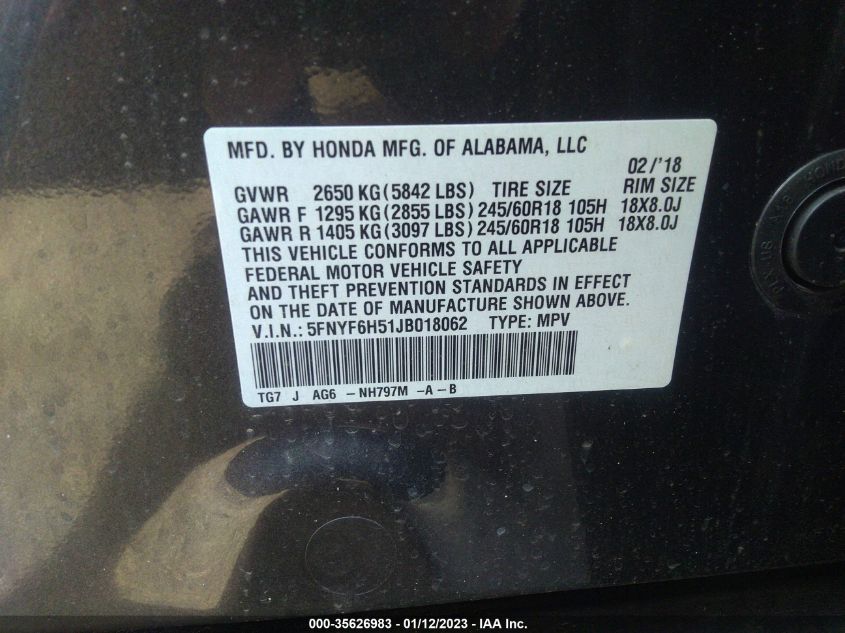 MFD. BY HONDA MFG. OF ALABAMA, LLC
02 /'18
GVWR 2650 KG (5842 LBS) TIRE SIZE RIM SIZE
GAWR F 1295 KG (2855 LBS) 245/60R18 105H 18X8.0J
GAWR R 1405 KG (3097 LBS) 245/60R18 105H 18X8.0J
THIS VEHICLE CONFORMS TO ALL APPLICABLE
FEDERAL MOTOR VEHICLE SAFETY
AND THEFT PREVENTION STANDARDS IN EFFECT
ON THE DATE OF MANUFACTURE SHOWN ABOVE.
V.I.N.: 5FNYF6H51JB018062 TYPE: MPV
TG7 J AG6 -NH797M -A-B
000-35626983 - 01/12/2023 - IAA Inc.